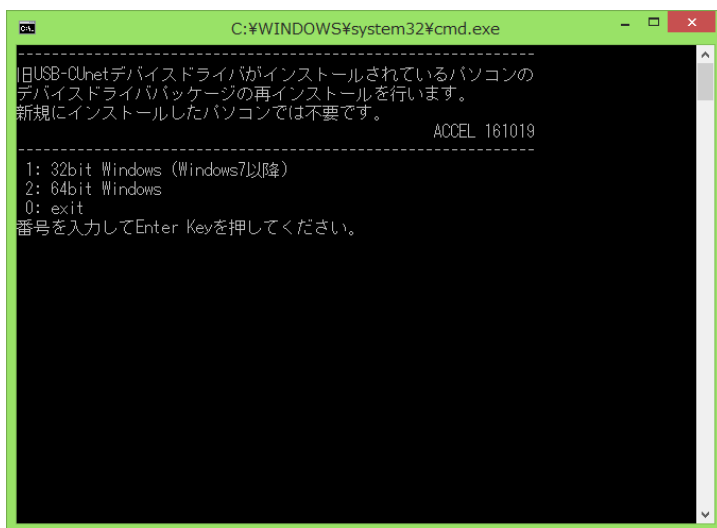 C:¥WINDOWS¥system32¥cmd.exe
------------------------------------------------------------
旧USB-CUnetデバイスドライバがインストールされているパソコンの
デバイスドライバパッケージの再インストールを行います。
新規にインストールしたパソコンでは不要です。
ACCEL 161019
------------------------------------------------------------
1: 32bit Windows (Windows7以降)
2: 64bit Windows
0: exit
番号を入力してEnter Keyを押してください。